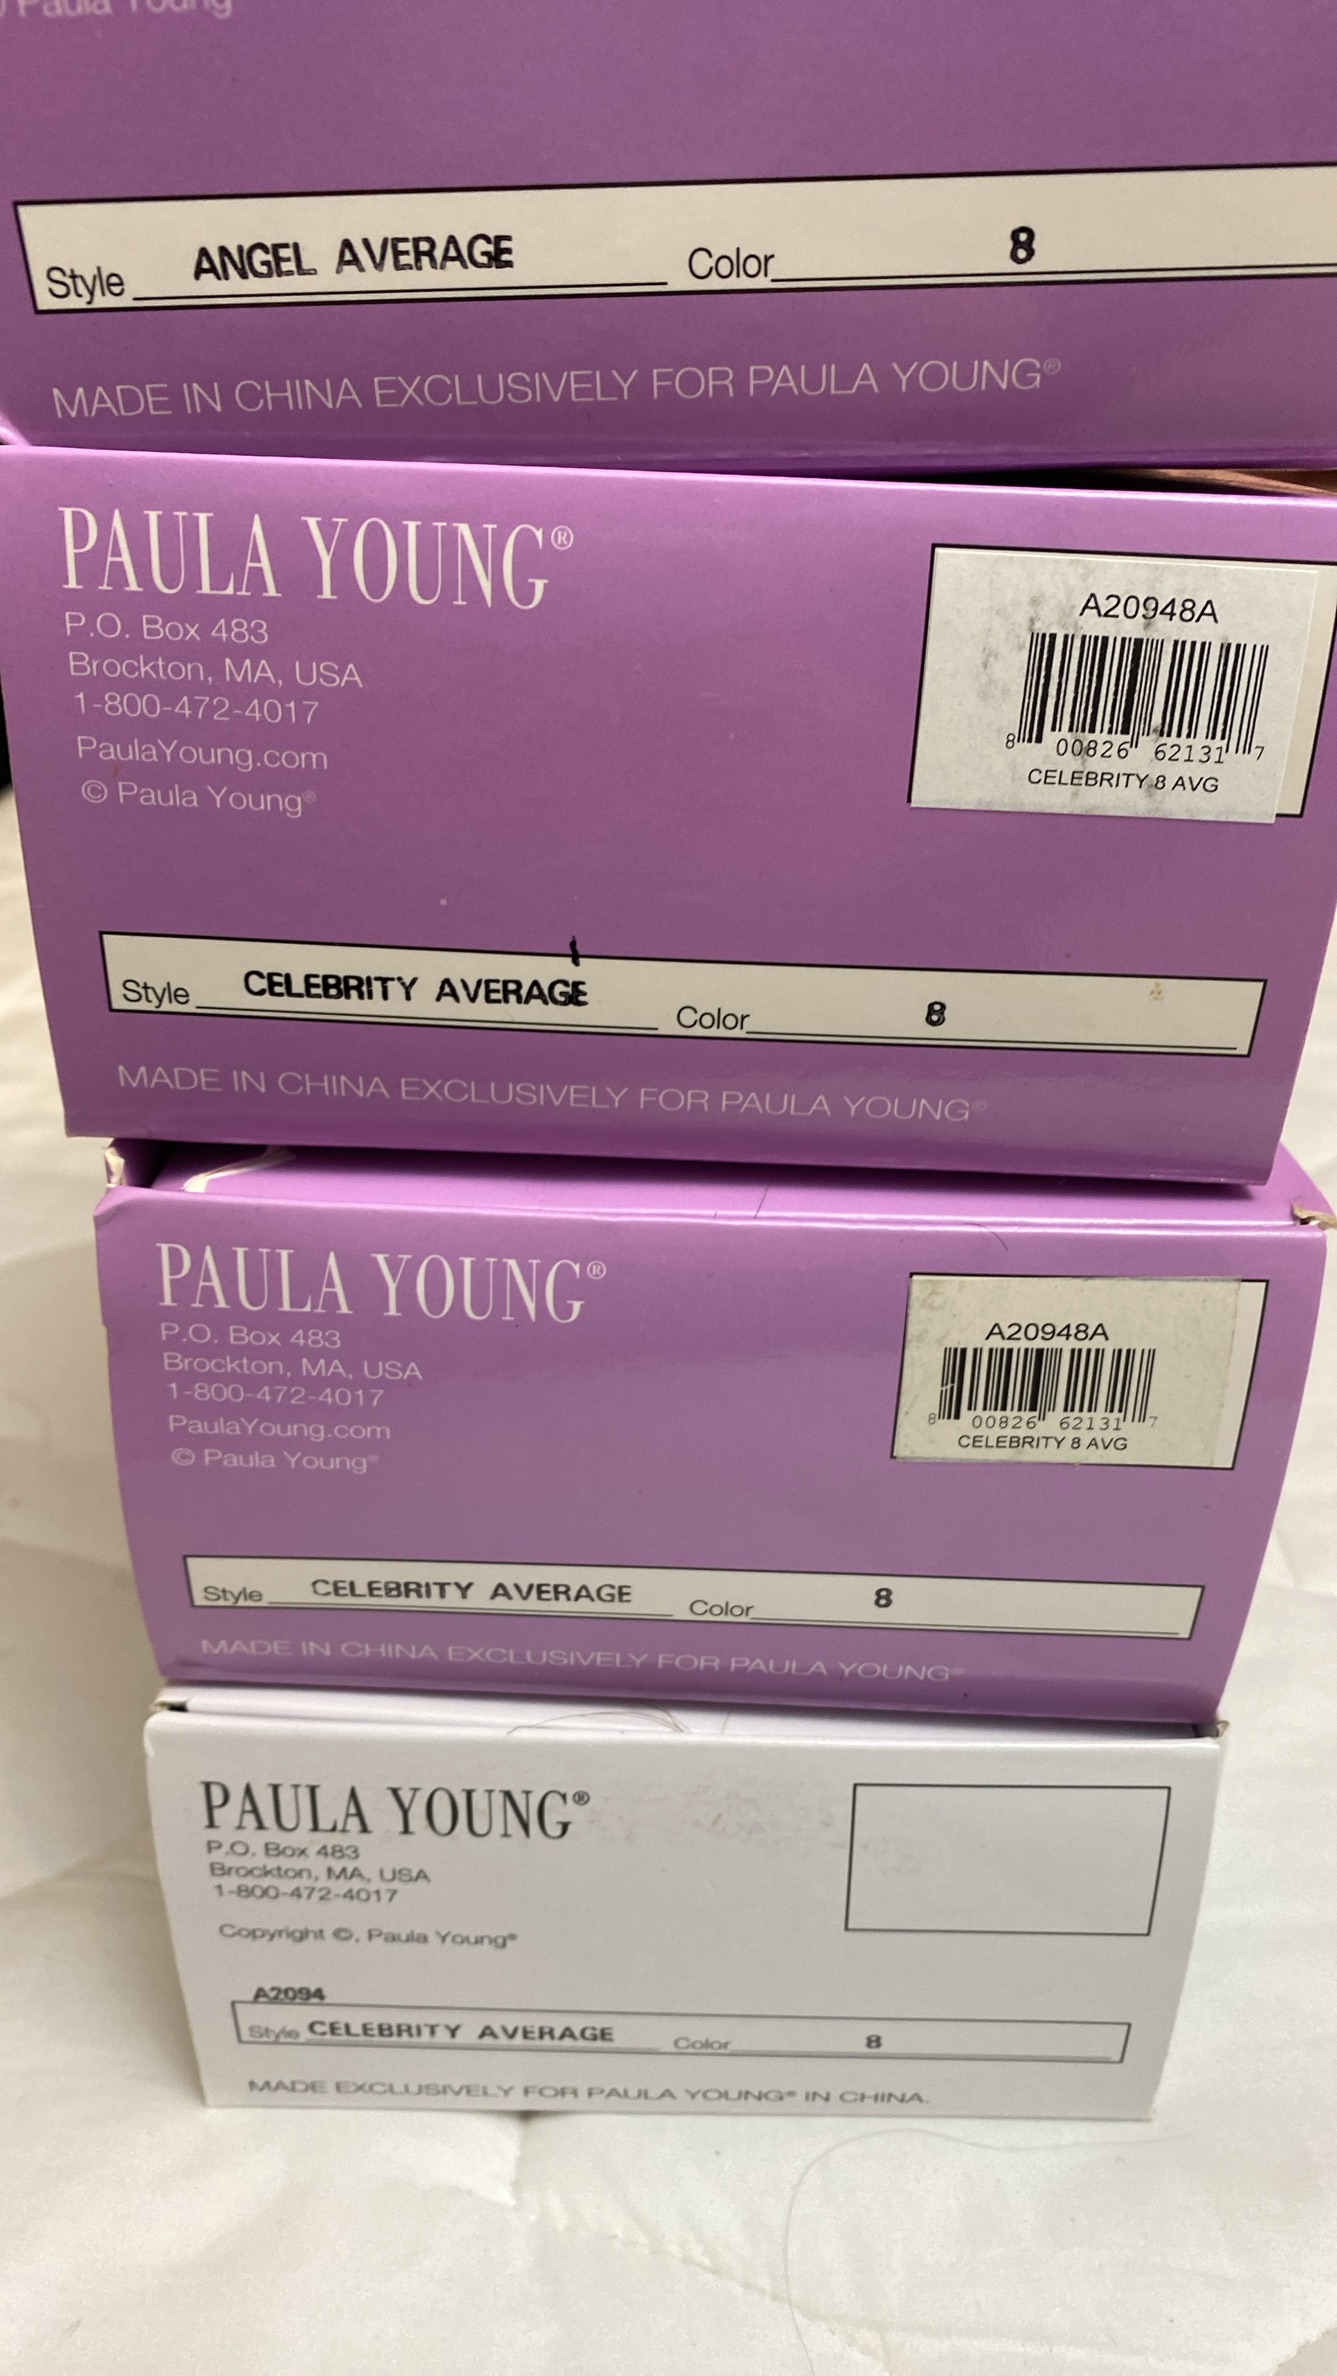 © Paula Young
Style ANGEL AVERAGE Color 8
MADE IN CHINA EXCLUSIVELY FOR PAULA YOUNG®
PAULA YOUNG®
P.O. Box 483
Brockton, MA, USA
1-800-472-4017
PaulaYoung.com
© Paula Young®
A20948A
8 00826 62131 7
CELEBRITY 8 AVG
Style CELEBRITY AVERAGE Color 8
MADE IN CHINA EXCLUSIVELY FOR PAULA YOUNG®
PAULA YOUNG®
P.O. Box 483
Brockton, MA, USA
1-800-472-4017
PaulaYoung.com
© Paula Young®
A20948A
8 00826 62131 7
CELEBRITY 8 AVG
Style CELEBRITY AVERAGE Color 8
MADE IN CHINA EXCLUSIVELY FOR PAULA YOUNG®
PAULA YOUNG®
P.O. Box 483
Brockton, MA, USA
1-800-472-4017
Copyright ©, Paula Young®
A2094
Style CELEBRITY AVERAGE Color 8
MADE EXCLUSIVELY FOR PAULA YOUNG® IN CHINA.